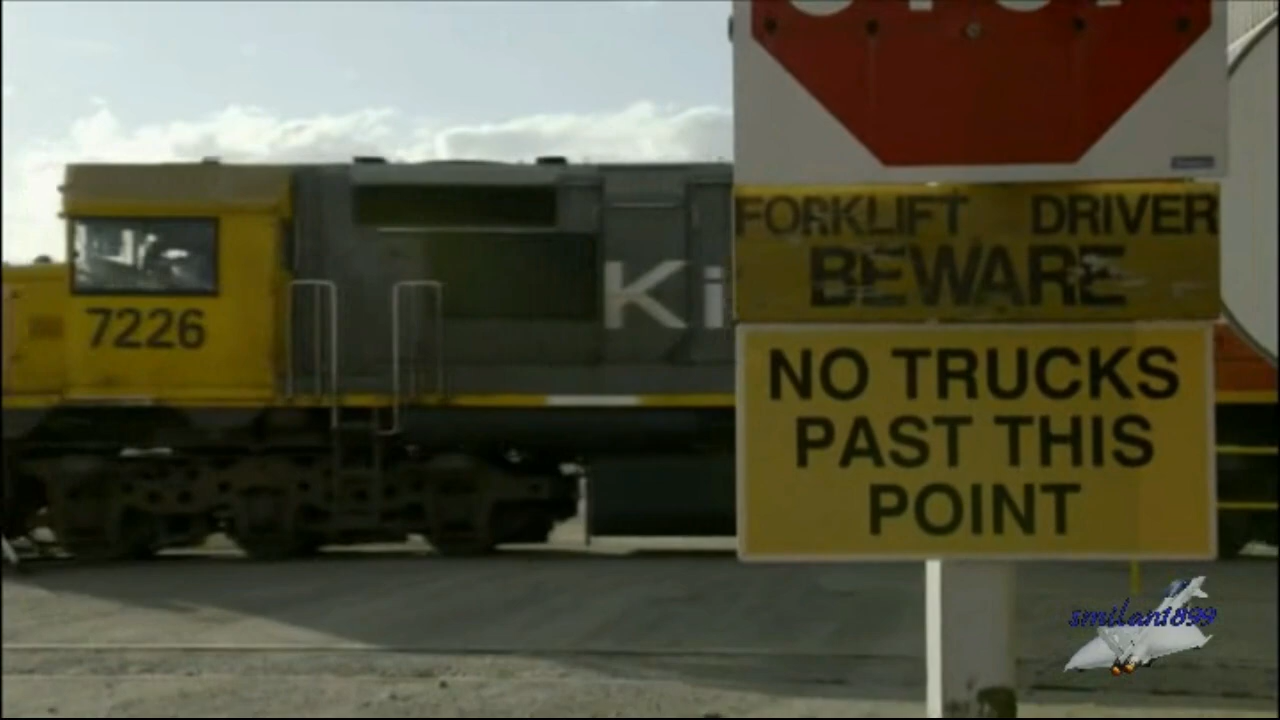 FORKLIFT DRIVER
BEWARE
NO TRUCKS
PAST THIS
POINT
7226
Ki
smilan1899